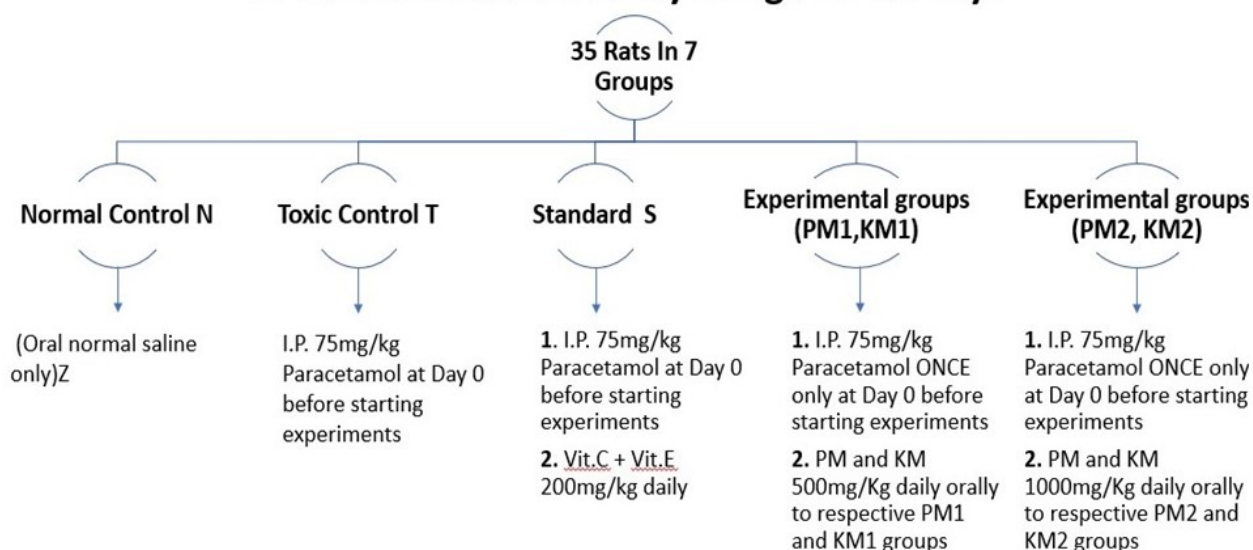 35 Rats In 7
Groups
Normal Control N
Toxic Control T
Standard S
Experimental groups
(PM1,KM1)
Experimental groups
(PM2, KM2)
(Oral normal saline
only)Z
I.P. 75mg/kg
Paracetamol at Day 0
before starting
experiments
1. I.P. 75mg/kg
Paracetamol at Day 0
before starting
experiments
2. Vit.C + Vit.E
200mg/kg daily
1. I.P. 75mg/kg
Paracetamol ONCE
only at Day 0 before
starting experiments
2. PM and KM
500mg/Kg daily orally
to respective PM1
and KM1 groups
1. I.P. 75mg/kg
Paracetamol ONCE only
at Day 0 before starting
experiments
2. PM and KM
1000mg/Kg daily orally
to respective PM2 and
KM2 groups